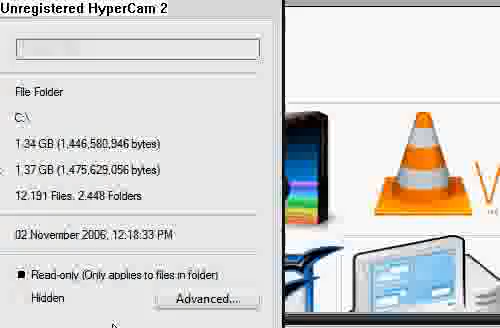 Unregistered HyperCam 2
File Folder
C:\
1.34 GB (1,446,580,946 bytes)
1.37 GB (1,475,629,056 bytes)
12.191 Files, 2.448 Folders
02 November 2006, 12:18:33 PM
Read-only (Only applies to files in folder)
Hidden
Advanced...
V